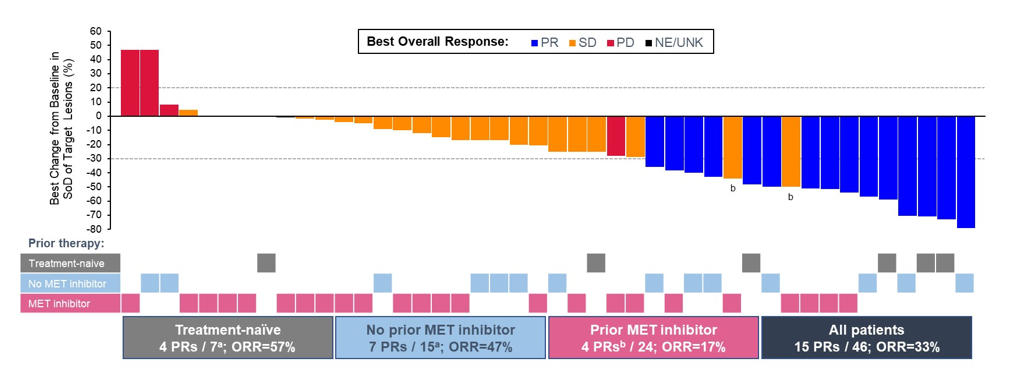 Best Overall Response: PR SD PD NE/UNK
Best Change from Baseline in
SoD of Target Lesions (%)
60
50
40
30
20
10
0
-10
-20
-30
-40
-50
-60
-70
-80
b
b
Prior therapy:
Treatment-naive
No MET inhibitor
MET inhibitor
Treatment-naïve
4 PRs / 7ᵃ; ORR=57%
No prior MET inhibitor
7 PRs / 15ᵃ; ORR=47%
Prior MET inhibitor
4 PRsᵇ / 24; ORR=17%
All patients
15 PRs / 46; ORR=33%